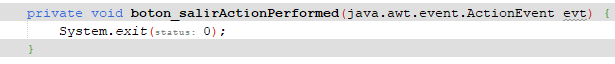 private void boton_salirActionPerformed(java.awt.event.ActionEvent evt) {
System.exit(status: 0);
}